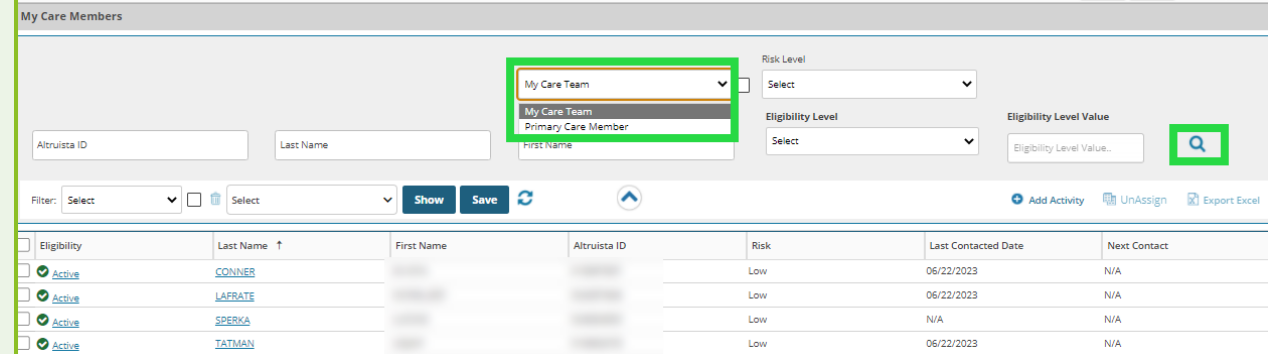 My Care Members
Risk Level
My Care Team
Select
My Care Team
Primary Care Member
Eligibility Level
Eligibility Level Value
Altruista ID
Last Name
First Name
Select
Eligibility Level Value..
Filter: Select
Select
Show
Save
Add Activity
UnAssign
Export Excel
Eligibility Last Name ↑ First Name Altruista ID Risk Last Contacted Date Next Contact
Active CONNER Low 06/22/2023 N/A
Active LAFRATE Low 06/22/2023 N/A
Active SPERKA Low N/A N/A
Active TATMAN Low 06/22/2023 N/A